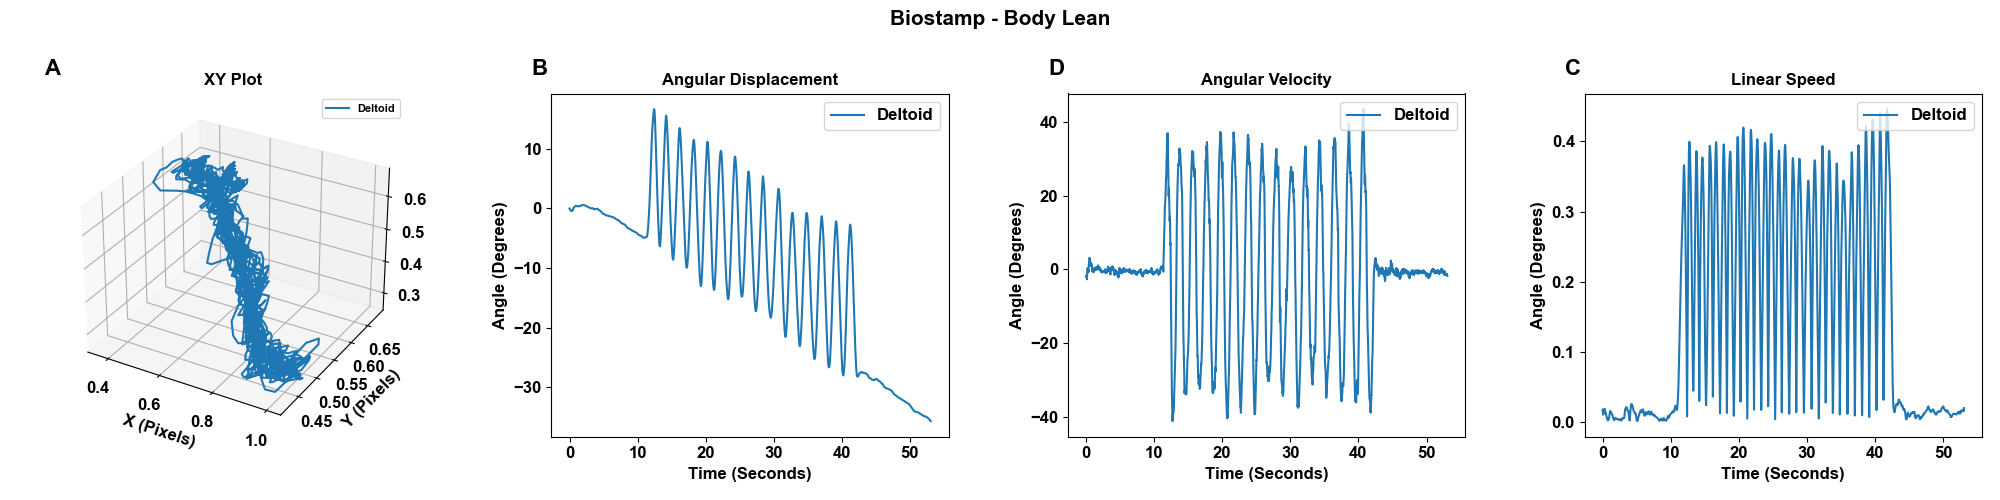 Biostamp - Body Lean
A
XY Plot
Deltoid
0.6
0.5
0.4
0.3
0.65
0.60
0.55
0.50
0.45
Y (Pixels)
0.4
0.6
0.8
1.0
X (Pixels)
B
Angular Displacement
Deltoid
10
0
−10
−20
−30
Angle (Degrees)
0 10 20 30 40 50
Time (Seconds)
D
Angular Velocity
Deltoid
40
20
0
−20
−40
Angle (Degrees)
0 10 20 30 40 50
Time (Seconds)
C
Linear Speed
Deltoid
0.4
0.3
0.2
0.1
0.0
Angle (Degrees)
0 10 20 30 40 50
Time (Seconds)